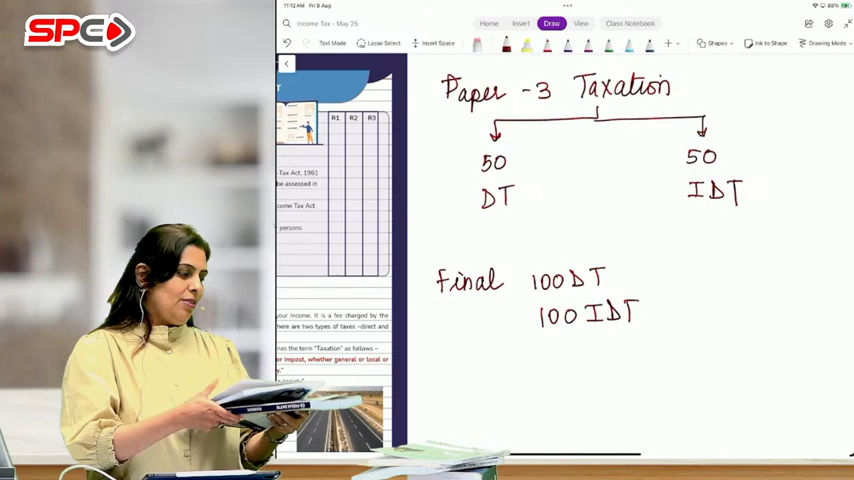 SPC
11:12 AM Fri 9 Aug
88%
Income Tax - May 25
Home Insert Draw View Class Notebook
Text Mode Lasso Select Insert Space Shapes Ink to Shape Drawing Mode
R1 R2 R3
-Tax Act, 1961
be assessed in
come Tax Act
persons
your Income. It is a fee charged by the
here are two types of taxes –direct and
nes the term "Taxation" as follows –
or impost, whether general or local or
Paper -3 Taxation
50 50
DT IDT
Final 100 DT
100 IDT